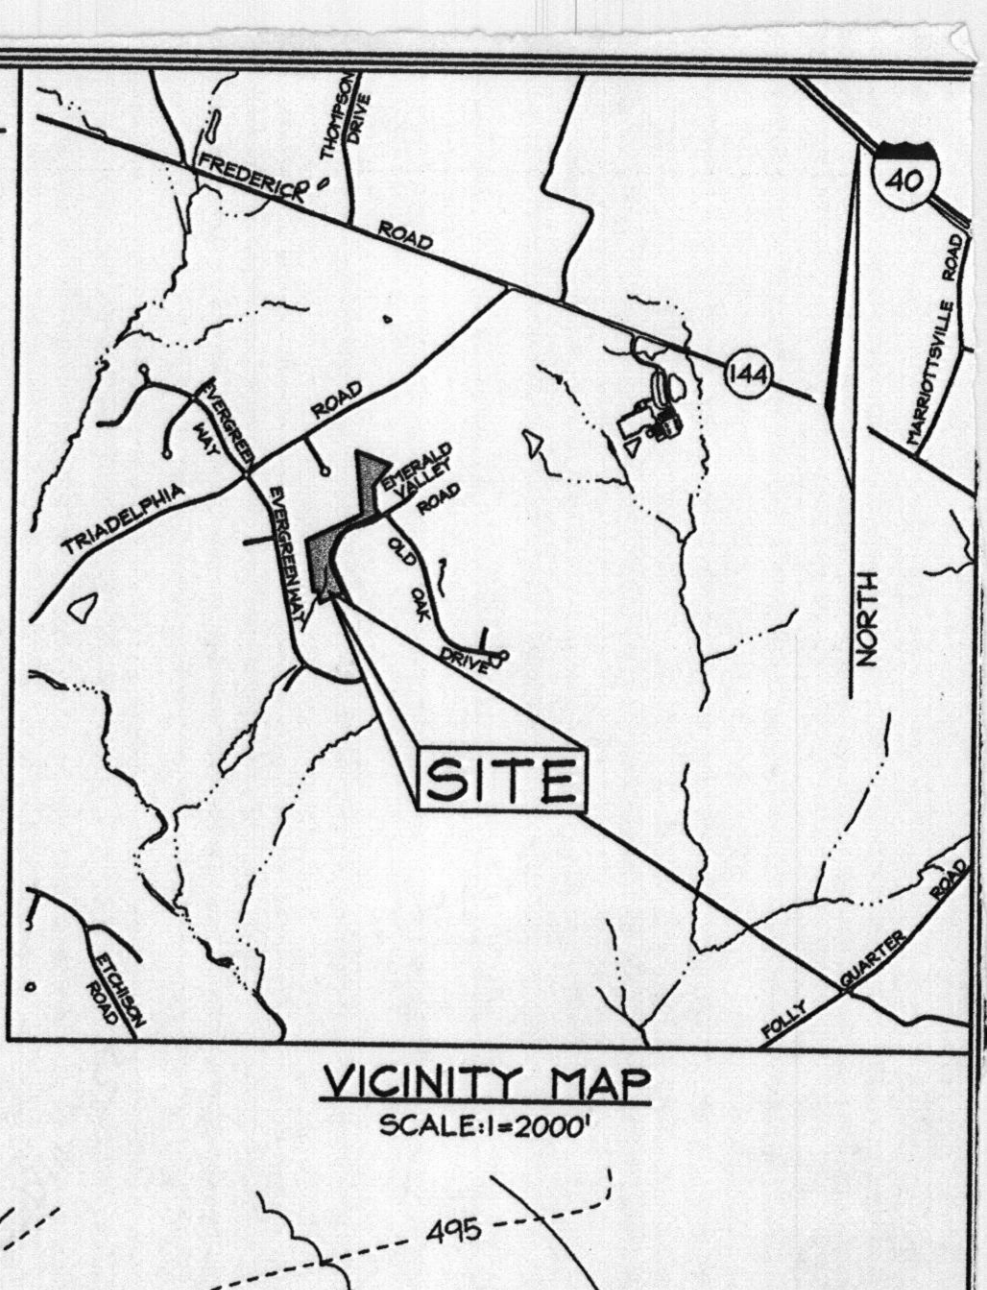 THOMPSON
DRIVE
FREDERICK
ROAD
40
MARRIOTTSVILLE ROAD
144
EVERGREEN
WAY
ROAD
TRIADELPHIA
EMERALD
VALLEY
ROAD
EVERGREEN WAY
OLD
OAK
DRIVE
NORTH
SITE
ETCHISON
ROAD
FOLLY QUARTER ROAD
VICINITY MAP
SCALE:1=2000'
495